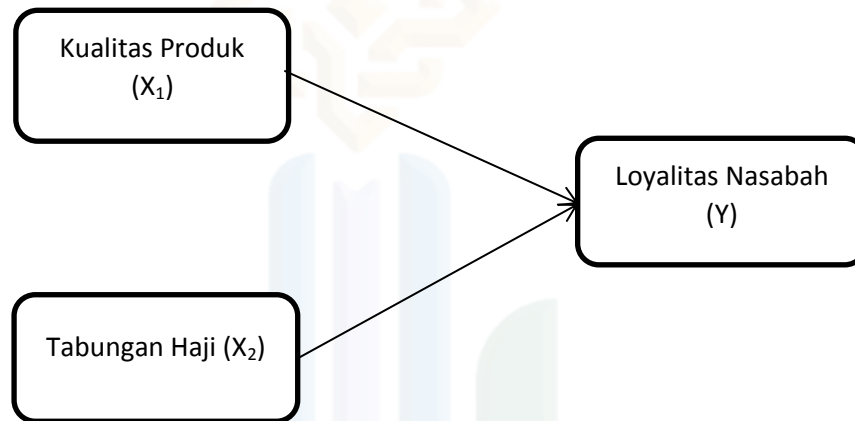 Kualitas Produk
(X₁)
Loyalitas Nasabah
(Y)
Tabungan Haji (X₂)